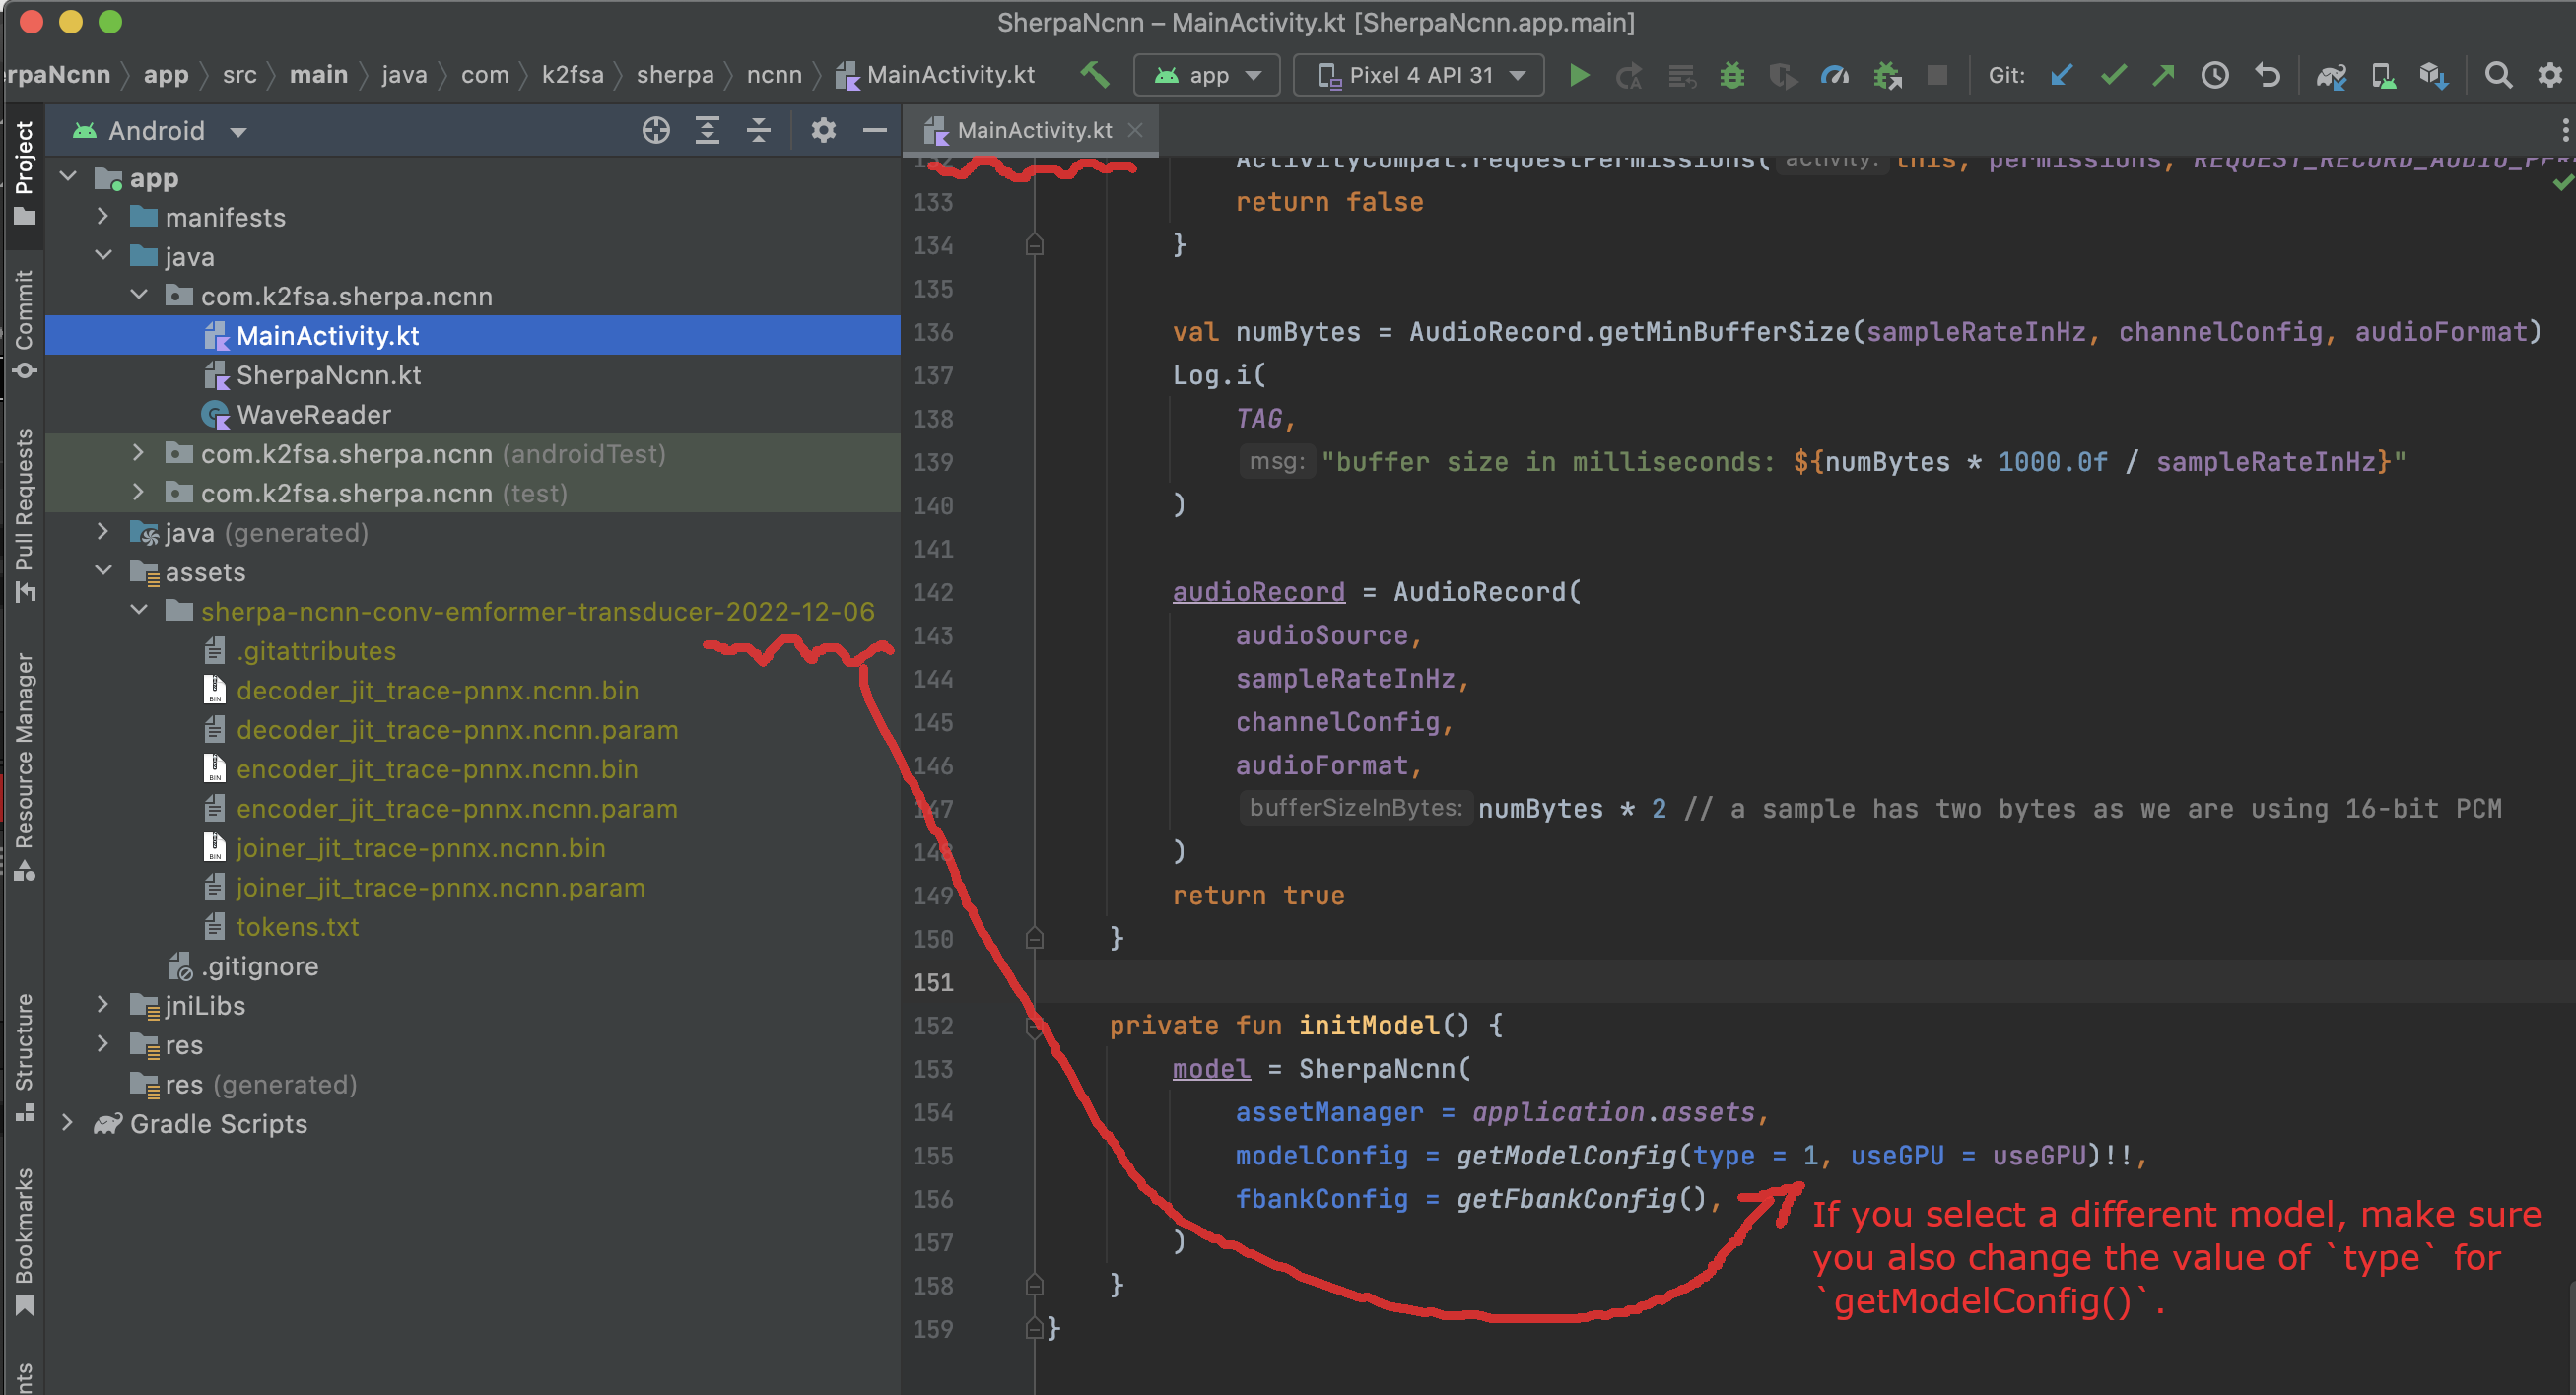 SherpaNcnn – MainActivity.kt [SherpaNcnn.app.main]
erpaNcnn app src main java com k2fsa sherpa ncnn MainActivity.kt app Pixel 4 API 31 Git:
Project
Commit
Pull Requests
Resource Manager
Structure
Bookmarks
Android
app
manifests
java
com.k2fsa.sherpa.ncnn
MainActivity.kt
SherpaNcnn.kt
WaveReader
com.k2fsa.sherpa.ncnn (androidTest)
com.k2fsa.sherpa.ncnn (test)
java (generated)
assets
sherpa-ncnn-conv-emformer-transducer-2022-12-06
.gitattributes
decoder_jit_trace-pnnx.ncnn.bin
decoder_jit_trace-pnnx.ncnn.param
encoder_jit_trace-pnnx.ncnn.bin
encoder_jit_trace-pnnx.ncnn.param
joiner_jit_trace-pnnx.ncnn.bin
joiner_jit_trace-pnnx.ncnn.param
tokens.txt
.gitignore
jniLibs
res
res (generated)
Gradle Scripts
MainActivity.kt
132 ActivityCompat.requestPermissions( activity: this, permissions,
133 return false
134 }
135
136 val numBytes = AudioRecord.getMinBufferSize(sampleRateInHz, channelConfig, audioFormat)
137 Log.i(
138 TAG,
139 msg: "buffer size in milliseconds: ${numBytes * 1000.0f / sampleRateInHz}"
140 )
141
142 audioRecord = AudioRecord(
143 audioSource,
144 sampleRateInHz,
145 channelConfig,
146 audioFormat,
147 bufferSizeInBytes: numBytes * 2 // a sample has two bytes as we are using 16-bit PCM
148 )
149 return true
150 }
151
152 private fun initModel() {
153 model = SherpaNcnn(
154 assetManager = application.assets,
155 modelConfig = getModelConfig(type = 1, useGPU = useGPU)!!,
156 fbankConfig = getFbankConfig(),
157 )
158 }
159 }
If you select a different model, make sure
you also change the value of `type` for
`getModelConfig()`.